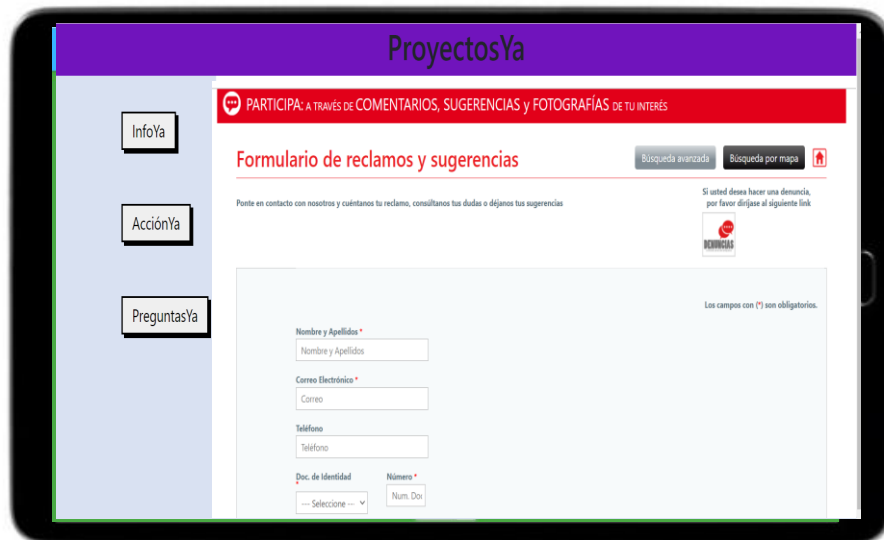 ProyectosYa
InfoYa
AcciónYa
PreguntasYa
PARTICIPA: A TRAVÉS DE COMENTARIOS, SUGERENCIAS y FOTOGRAFÍAS DE TU INTERÉS
Formulario de reclamos y sugerencias
Búsqueda avanzada
Búsqueda por mapa
Ponte en contacto con nosotros y cuéntanos tu reclamo, consúltanos tus dudas o déjanos tus sugerencias
Si usted desea hacer una denuncia,
por favor diríjase al siguiente link
DENUNCIAS
Los campos con (*) son obligatorios.
Nombre y Apellidos *
Nombre y Apellidos
Correo Electrónico *
Correo
Teléfono
Teléfono
Doc. de Identidad *
Número *
--- Seleccione ---
Num. Doc